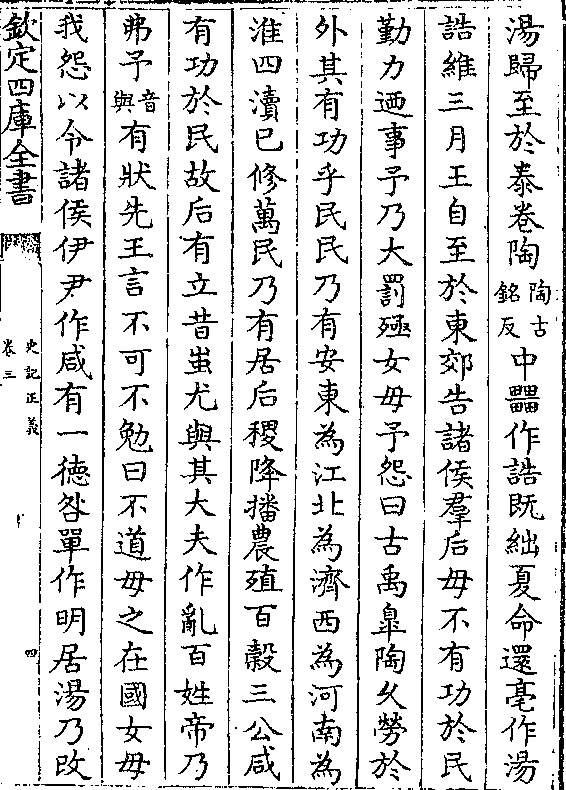 湯歸至於泰卷陶陶古銘反中𤳹作誥既絀夏命還亳作湯
誥維三月王自至於東郊告諸侯羣后毋不有功於民
勤力迺事予乃大罰殛女毋予怨曰古禹臯陶乆勞於
外其有功乎民民乃有安東為江北為濟西為河南為
淮四瀆已修萬民乃有居后稷降播農殖百穀三公咸
有功於民故后有立昔蚩尤與其大夫作亂百姓帝乃
弗予音與有狀先王言不可不勉曰不道毋之在國女毋
我怨以令諸侯伊尹作咸有一德咎單作明居湯乃改
欽定四庫全書
史記正義
卷三
四